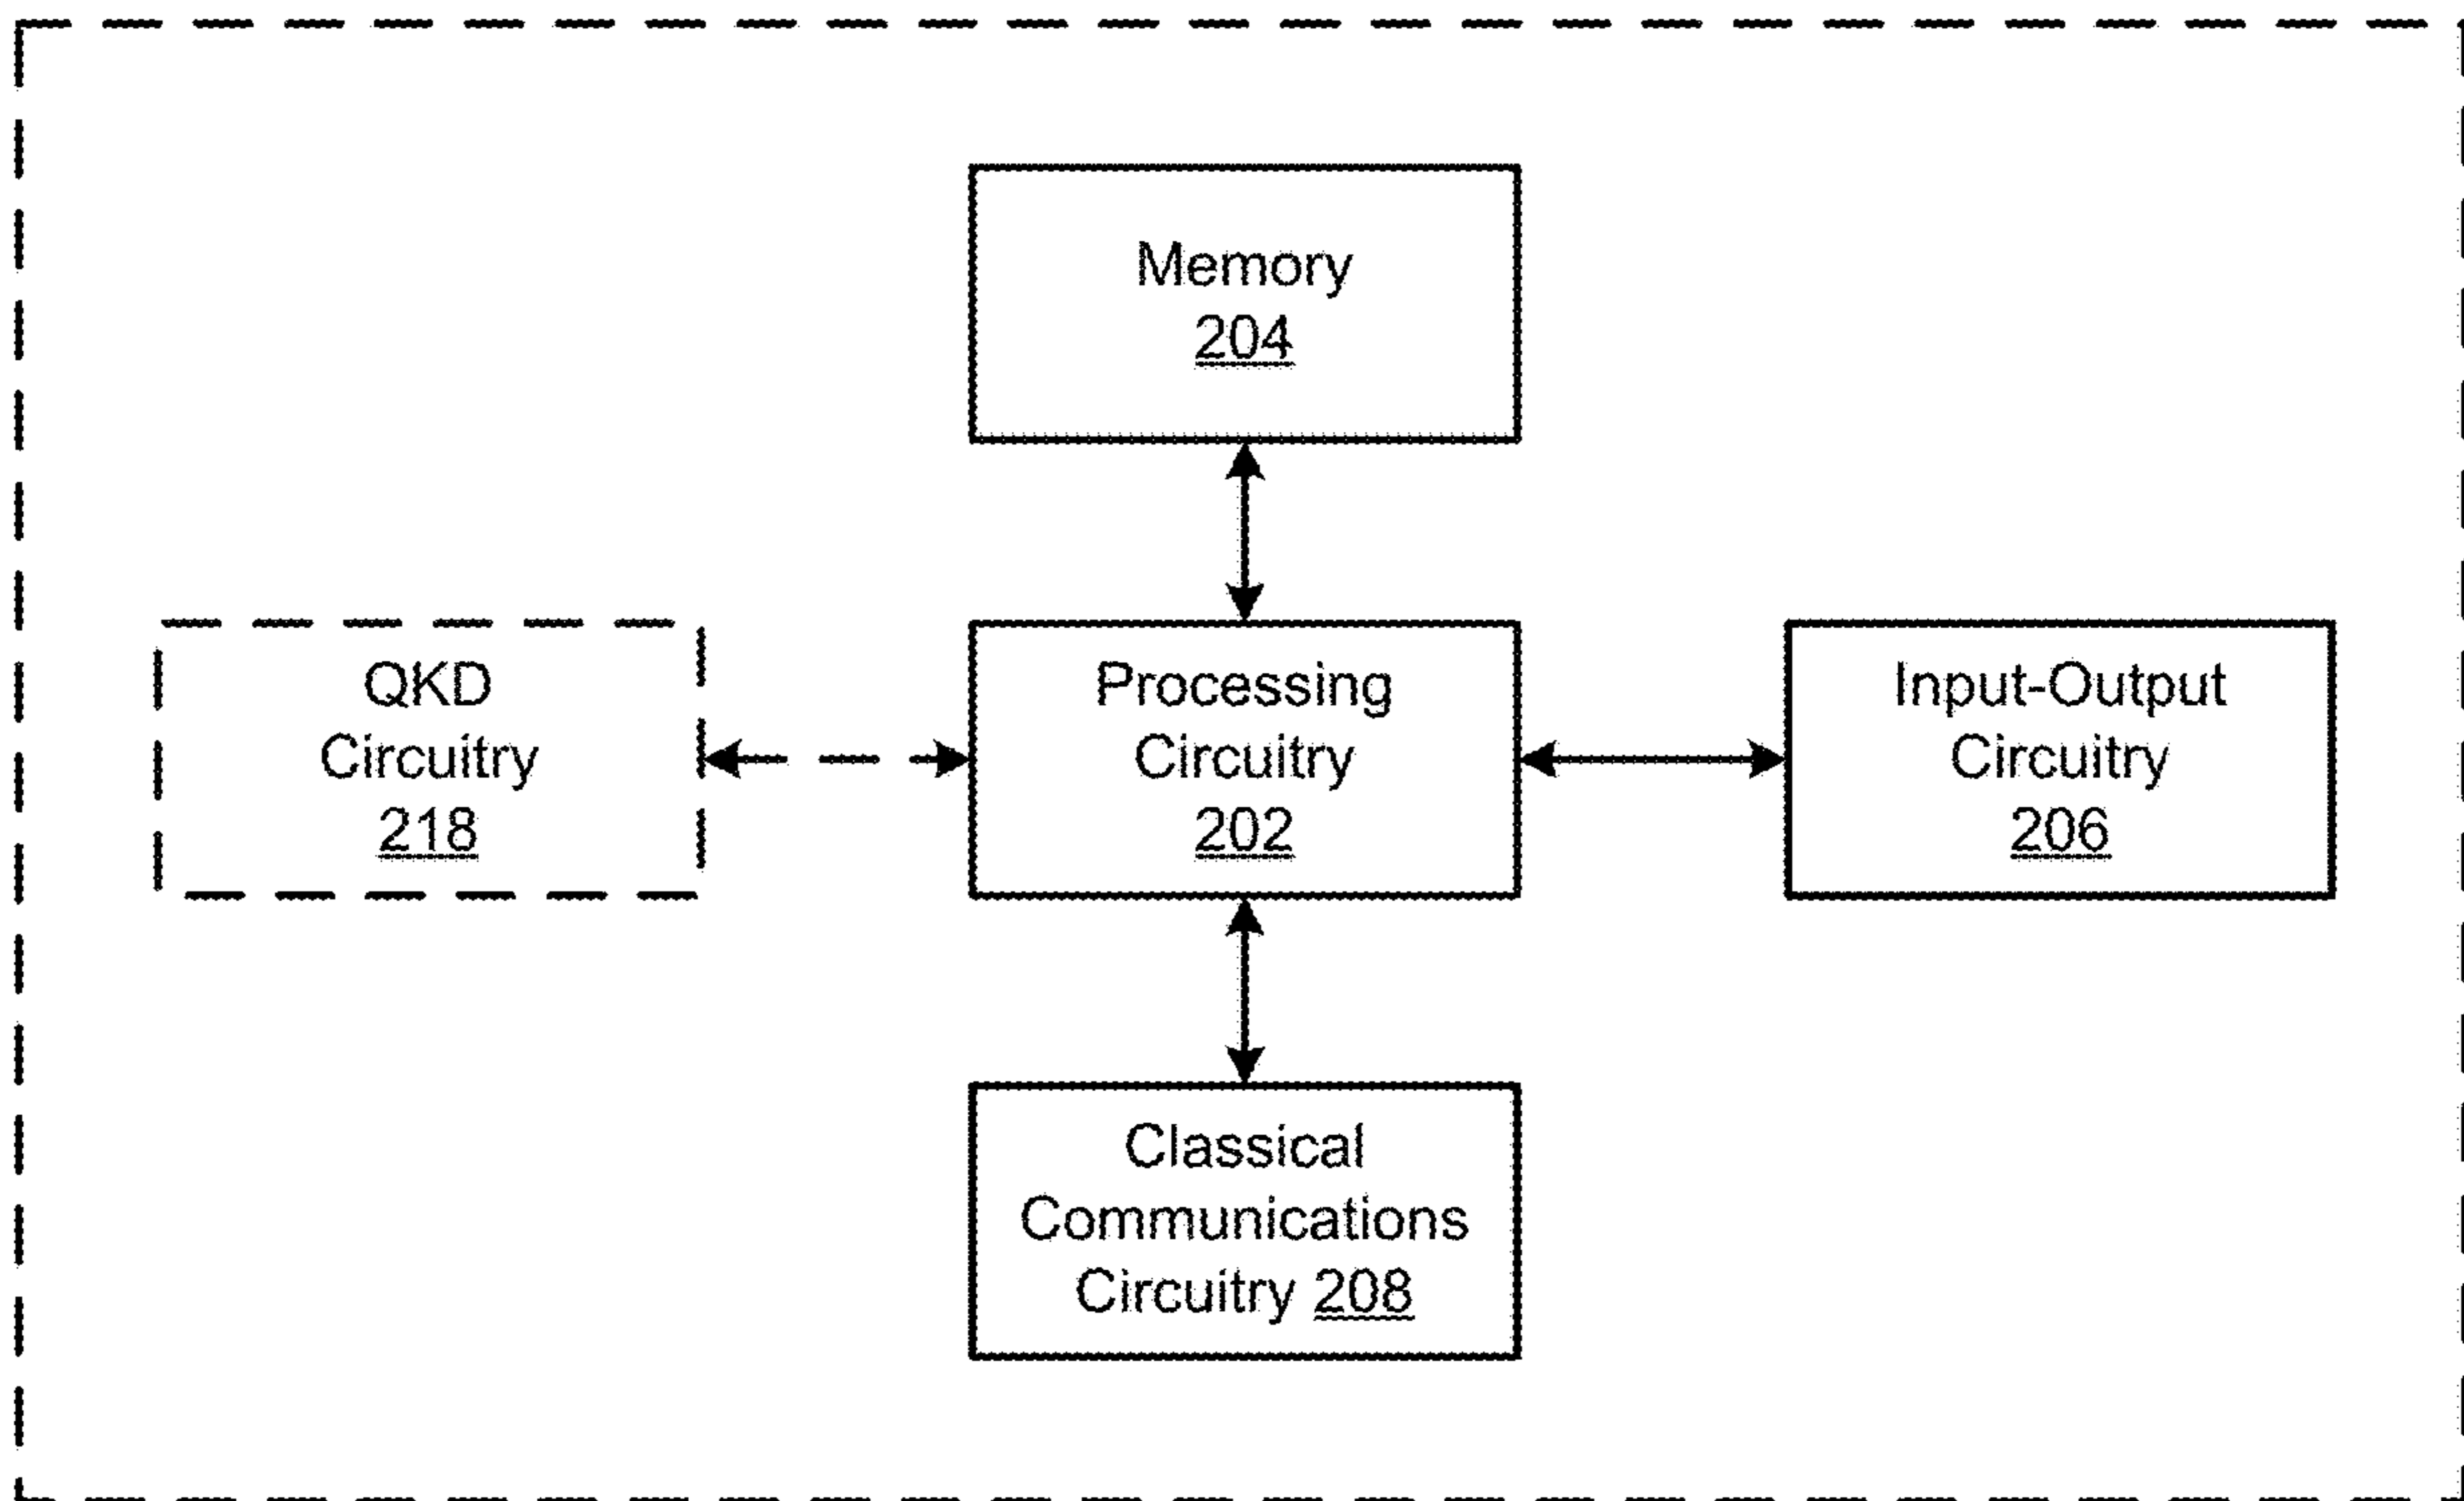 Memory
204
QKD
Circuitry
218
Processing
Circuitry
202
Input-Output
Circuitry
206
Classical
Communications
Circuitry 208